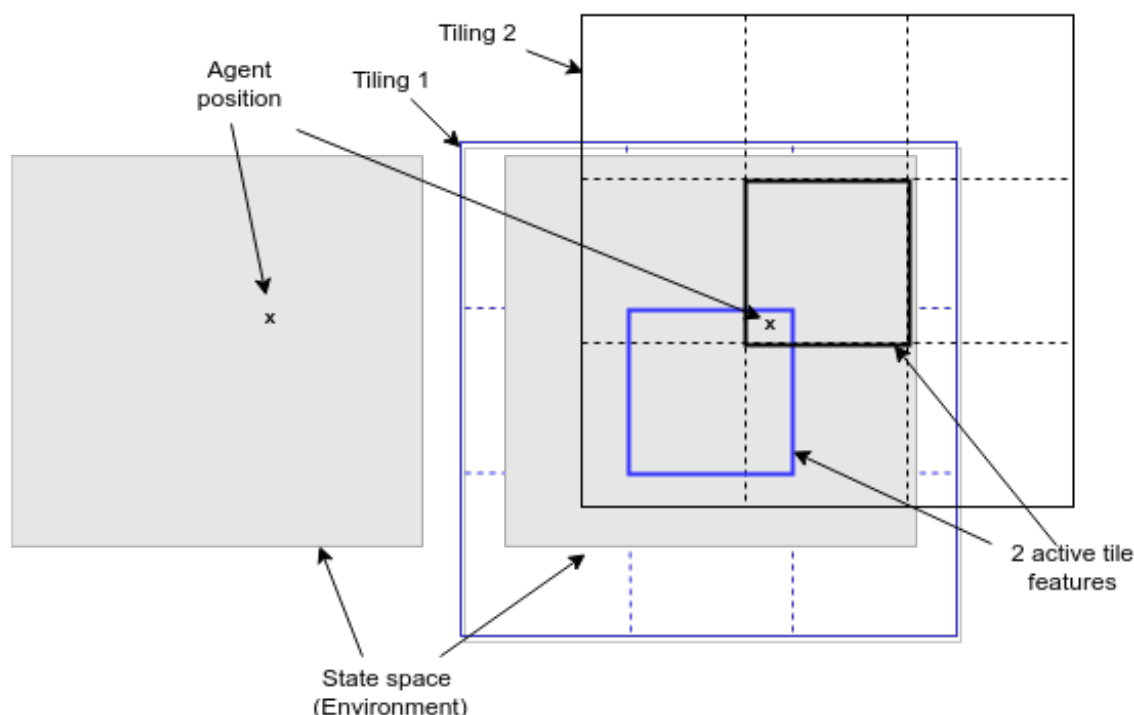 Tiling 2
Tiling 1
Agent
position
x
x
2 active tile
features
State space
(Environment)